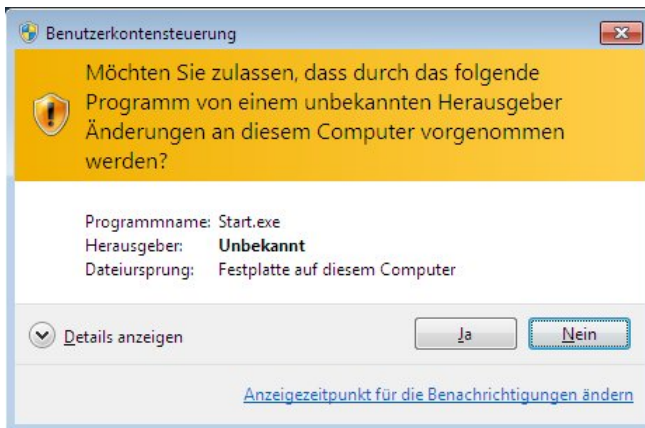 Benutzerkontensteuerung
Möchten Sie zulassen, dass durch das folgende
Programm von einem unbekannten Herausgeber
Änderungen an diesem Computer vorgenommen
werden?
Programmname: Start.exe
Herausgeber: Unbekannt
Dateiursprung: Festplatte auf diesem Computer
Details anzeigen Ja Nein
Anzeigezeitpunkt für die Benachrichtigungen ändern